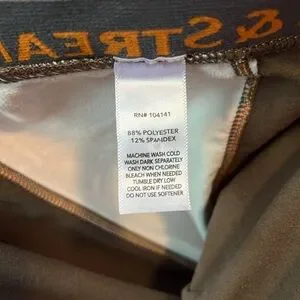 & STREA
RN# 104141
88% POLYESTER
12% SPANDEX
MACHINE WASH COLD
WASH DARK SEPARATELY
ONLY NON CHLORINE
BLEACH WHEN NEEDED
TUMBLE DRY LOW
COOL IRON IF NEEDED
DO NOT USE SOFTENER